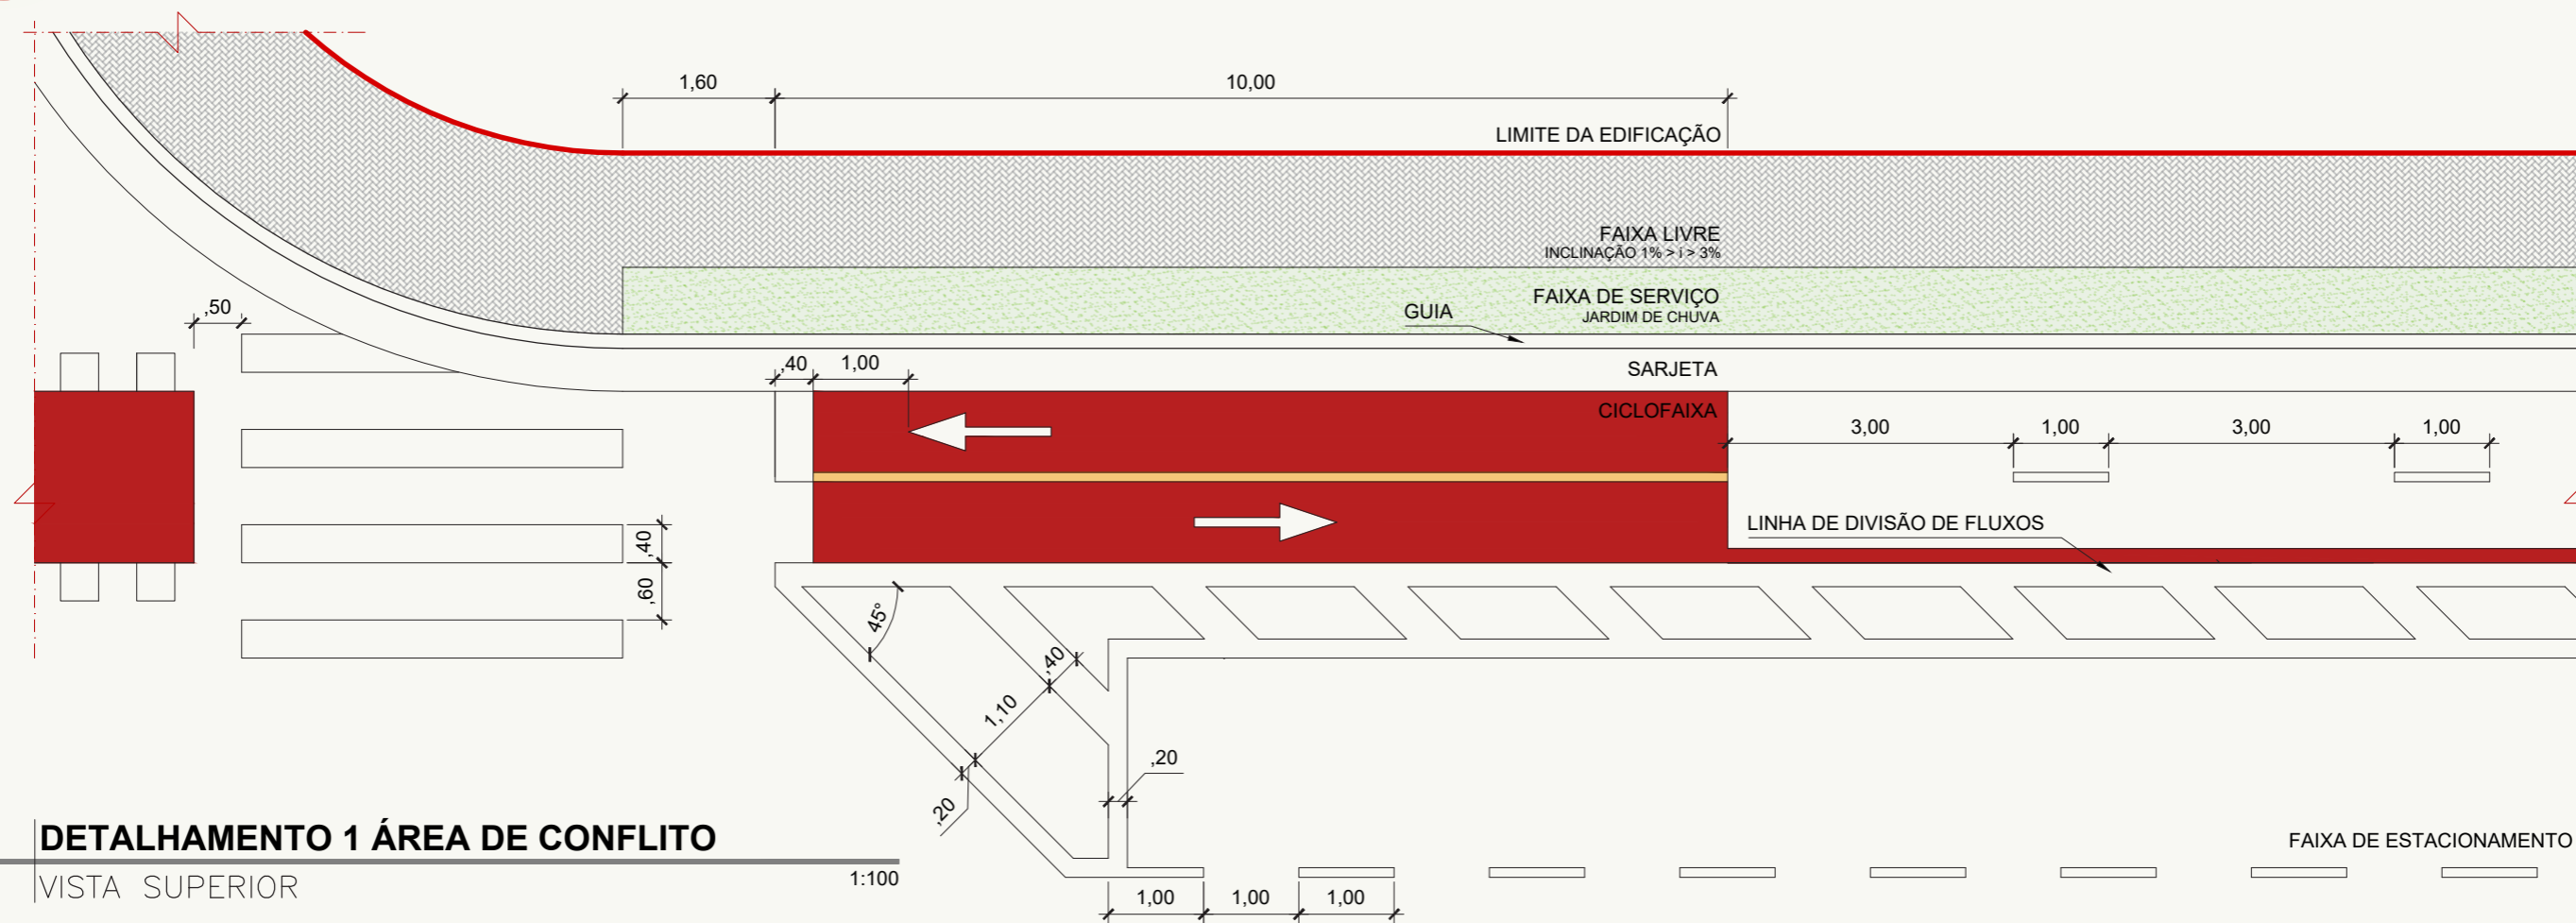 1,60
10,00
LIMITE DA EDIFICAÇÃO
FAIXA LIVRE
INCLINAÇÃO 1% > i > 3%
FAIXA DE SERVIÇO
JARDIM DE CHUVA
GUIA
,50
SARJETA
,40
1,00
CICLOFAIXA
3,00
1,00
3,00
1,00
LINHA DE DIVISÃO DE FLUXOS
,40
,60
45°
,40
1,10
,20
,20
DETALHAMENTO 1 ÁREA DE CONFLITO
VISTA SUPERIOR
1:100
FAIXA DE ESTACIONAMENTO
1,00
1,00
1,00